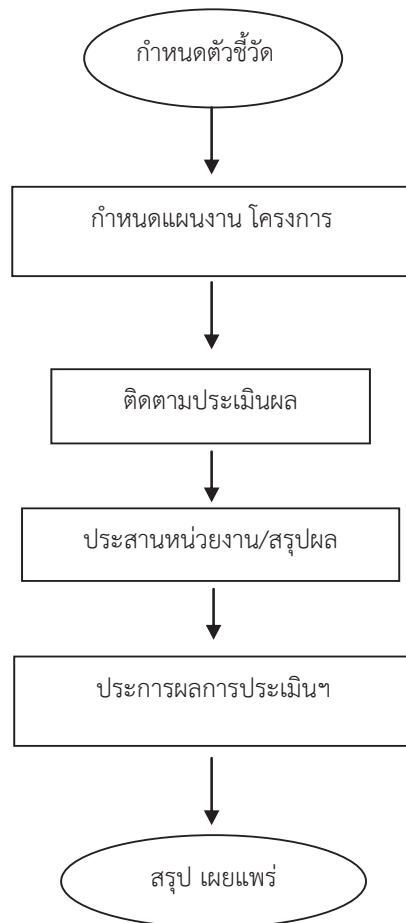 กำหนดตัวชี้วัด
กำหนดแผนงาน โครงการ
ติดตามประเมินผล
ประสานหน่วยงาน/สรุปผล
ประการผลการประเมินฯ
สรุป เผยแพร่